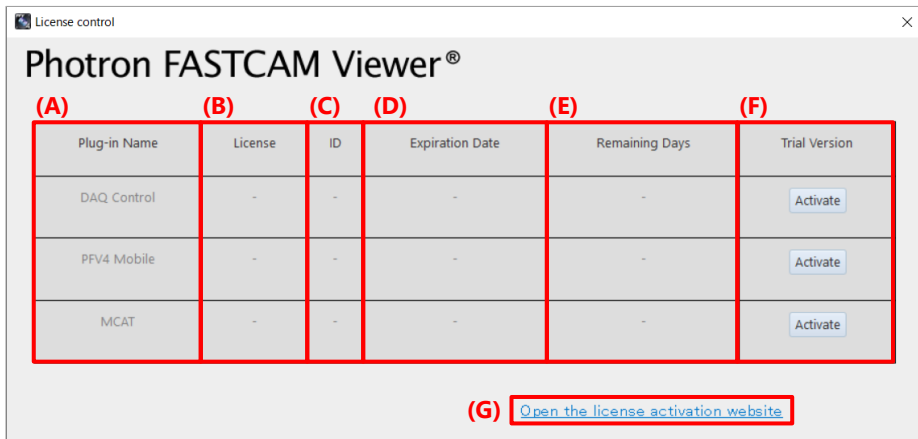 License control
Photron FASTCAM Viewer®
(A) (B) (C) (D) (E) (F)
Plug-in Name License ID Expiration Date Remaining Days Trial Version
DAQ Control - - - - Activate
PFV4 Mobile - - - - Activate
MCAT - - - - Activate
(G) Open the license activation website